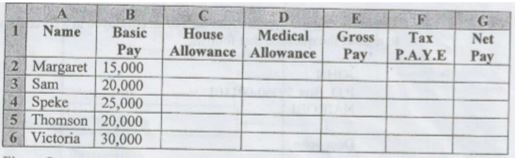 A B C D E F G
1 Name Basic Pay House Allowance Medical Allowance Gross Pay Tax P.A.Y.E Net Pay
2 Margaret 15,000
3 Sam 20,000
4 Speke 25,000
5 Thomson 20,000
6 Victoria 30,000